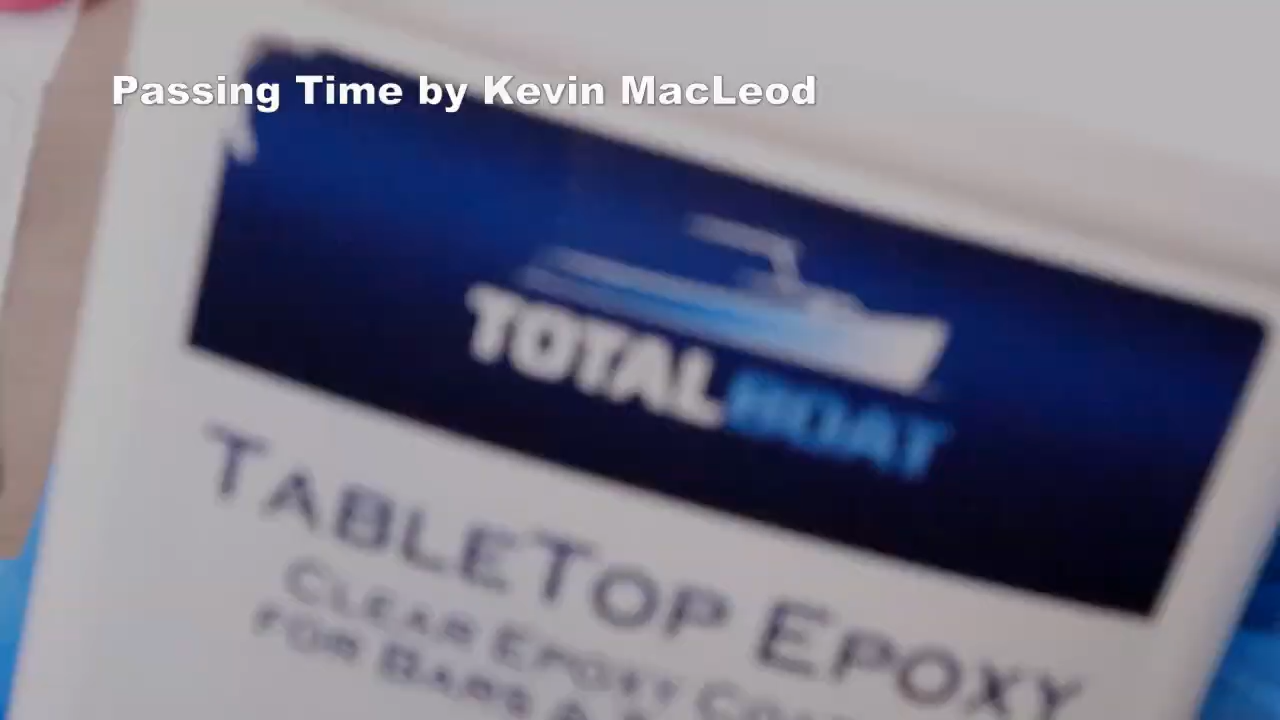 Passing Time by Kevin MacLeod
TOTALBOAT
TABLETOP EPOXY
CLEAR EPOXY
FOR BARS &